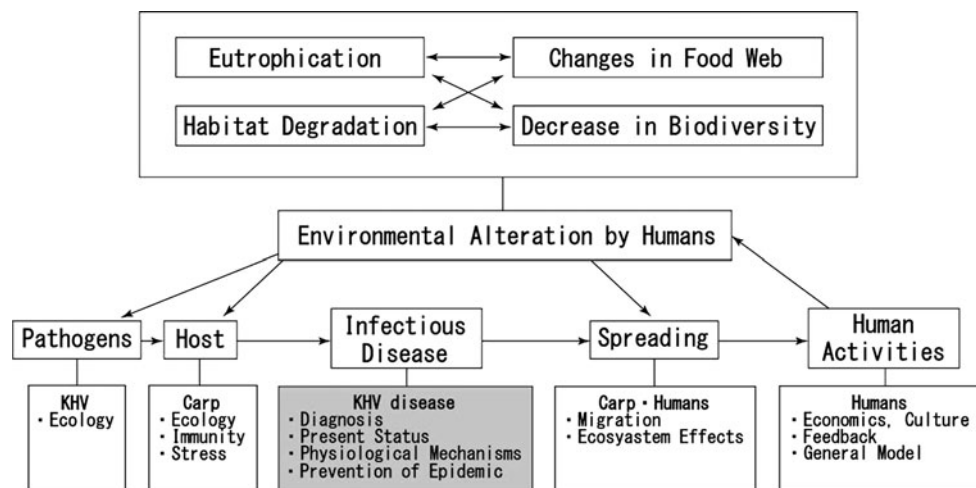 Eutrophication
Changes in Food Web
Habitat Degradation
Decrease in Biodiversity
Environmental Alteration by Humans
Pathogens
Host
Infectious
Disease
Spreading
Human
Activities
KHV
・Ecology
Carp
・Ecology
・Immunity
・Stress
KHV disease
・Diagnosis
・Present Status
・Physiological Mechanisms
・Prevention of Epidemic
Carp・Humans
・Migration
・Ecosyastem Effects
Humans
・Economics, Culture
・Feedback
・General Model